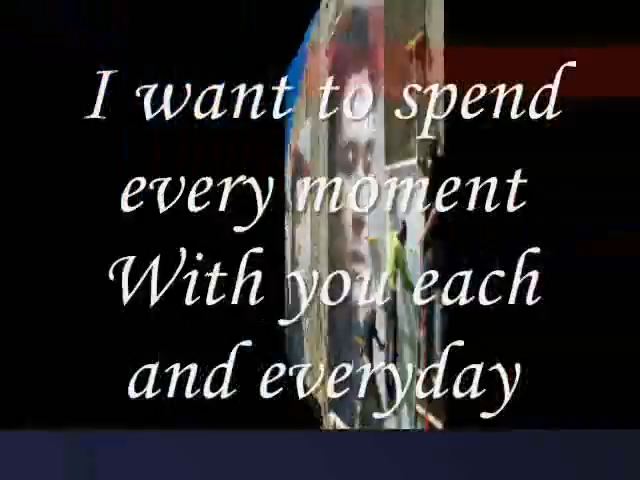 I want to spend
every moment
With you each
and everyday